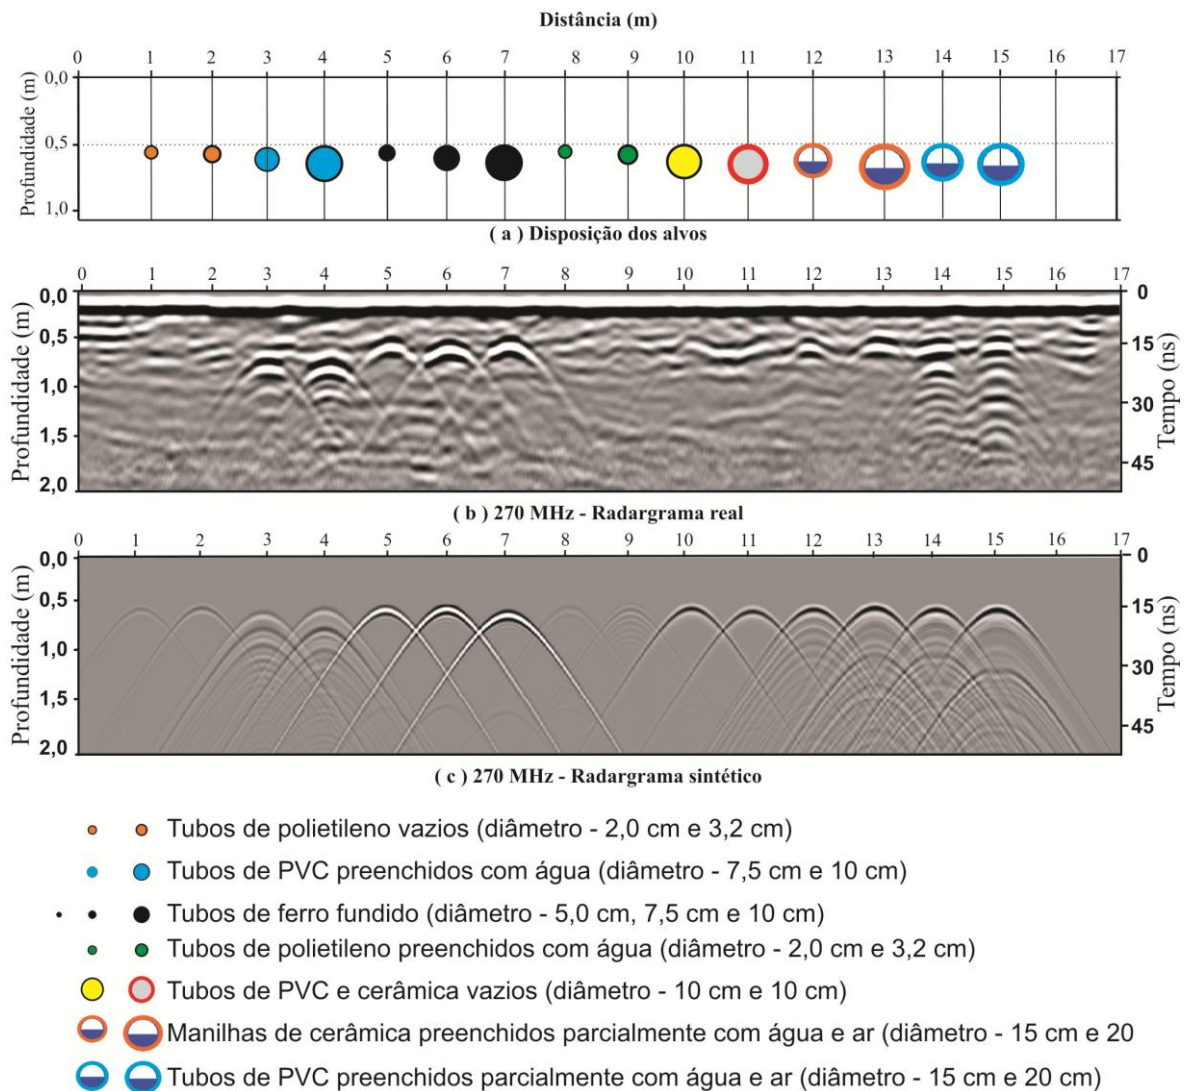 Distância (m)
0 1 2 3 4 5 6 7 8 9 10 11 12 13 14 15 16 17
Profundidade (m)
0,0
0,5
1,0
( a ) Disposição dos alvos
0 1 2 3 4 5 6 7 8 9 10 11 12 13 14 15 16 17
Profundidade (m)
0,0
0,5
1,0
1,5
2,0
0
15
30
45
Tempo (ns)
( b ) 270 MHz - Radargrama real
0 1 2 3 4 5 6 7 8 9 10 11 12 13 14 15 17
Profundidade (m)
0,0
0,5
1,0
1,5
2,0
0
15
30
45
Tempo (ns)
( c ) 270 MHz - Radargrama sintético
Tubos de polietileno vazios (diâmetro - 2,0 cm e 3,2 cm)
Tubos de PVC preenchidos com água (diâmetro - 7,5 cm e 10 cm)
Tubos de ferro fundido (diâmetro - 5,0 cm, 7,5 cm e 10 cm)
Tubos de polietileno preenchidos com água (diâmetro - 2,0 cm e 3,2 cm)
Tubos de PVC e cerâmica vazios (diâmetro - 10 cm e 10 cm)
Manilhas de cerâmica preenchidos parcialmente com água e ar (diâmetro - 15 cm e 20
Tubos de PVC preenchidos parcialmente com água e ar (diâmetro - 15 cm e 20 cm)